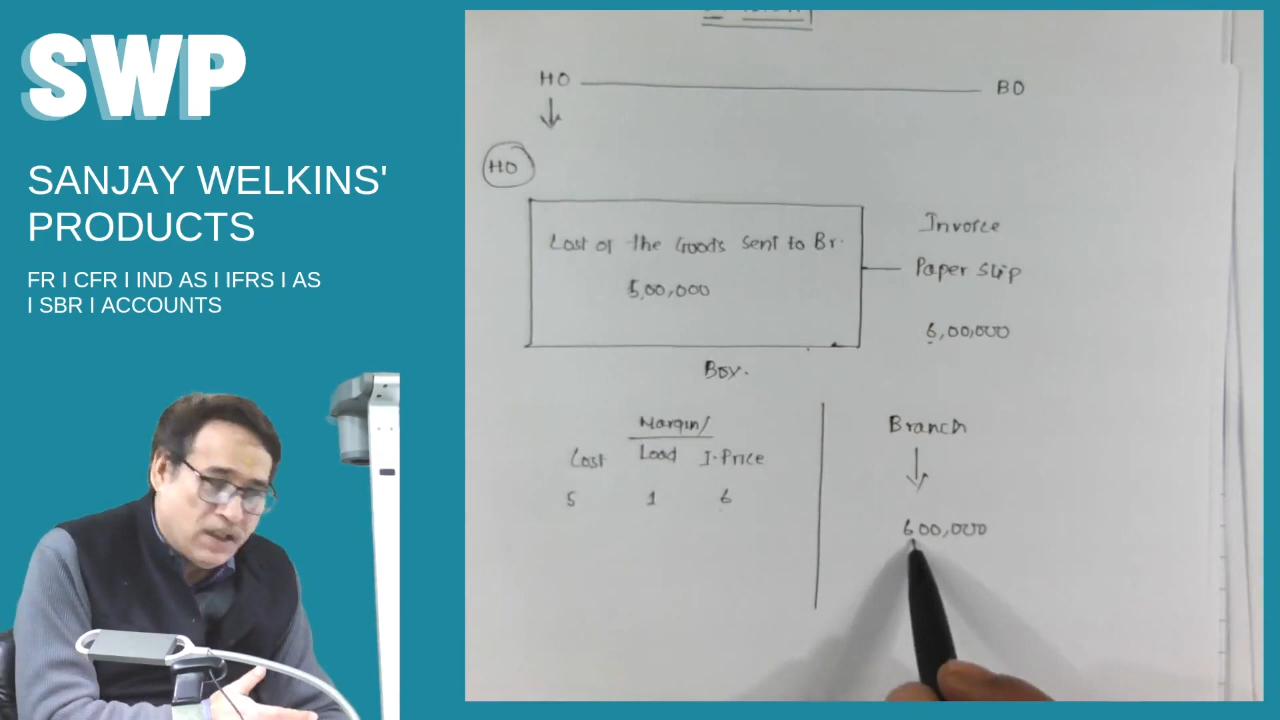 SWP
SANJAY WELKINS'
PRODUCTS
FR I CFR I IND AS I IFRS I AS
I SBR I ACCOUNTS
HO BO
HO
Cost of the Goods Sent to Br.
5,00,000
Invoice
Paper Slip
6,00,000
Box.
Margin/
Cost Load I.Price
5 1 6
Branch
600,000